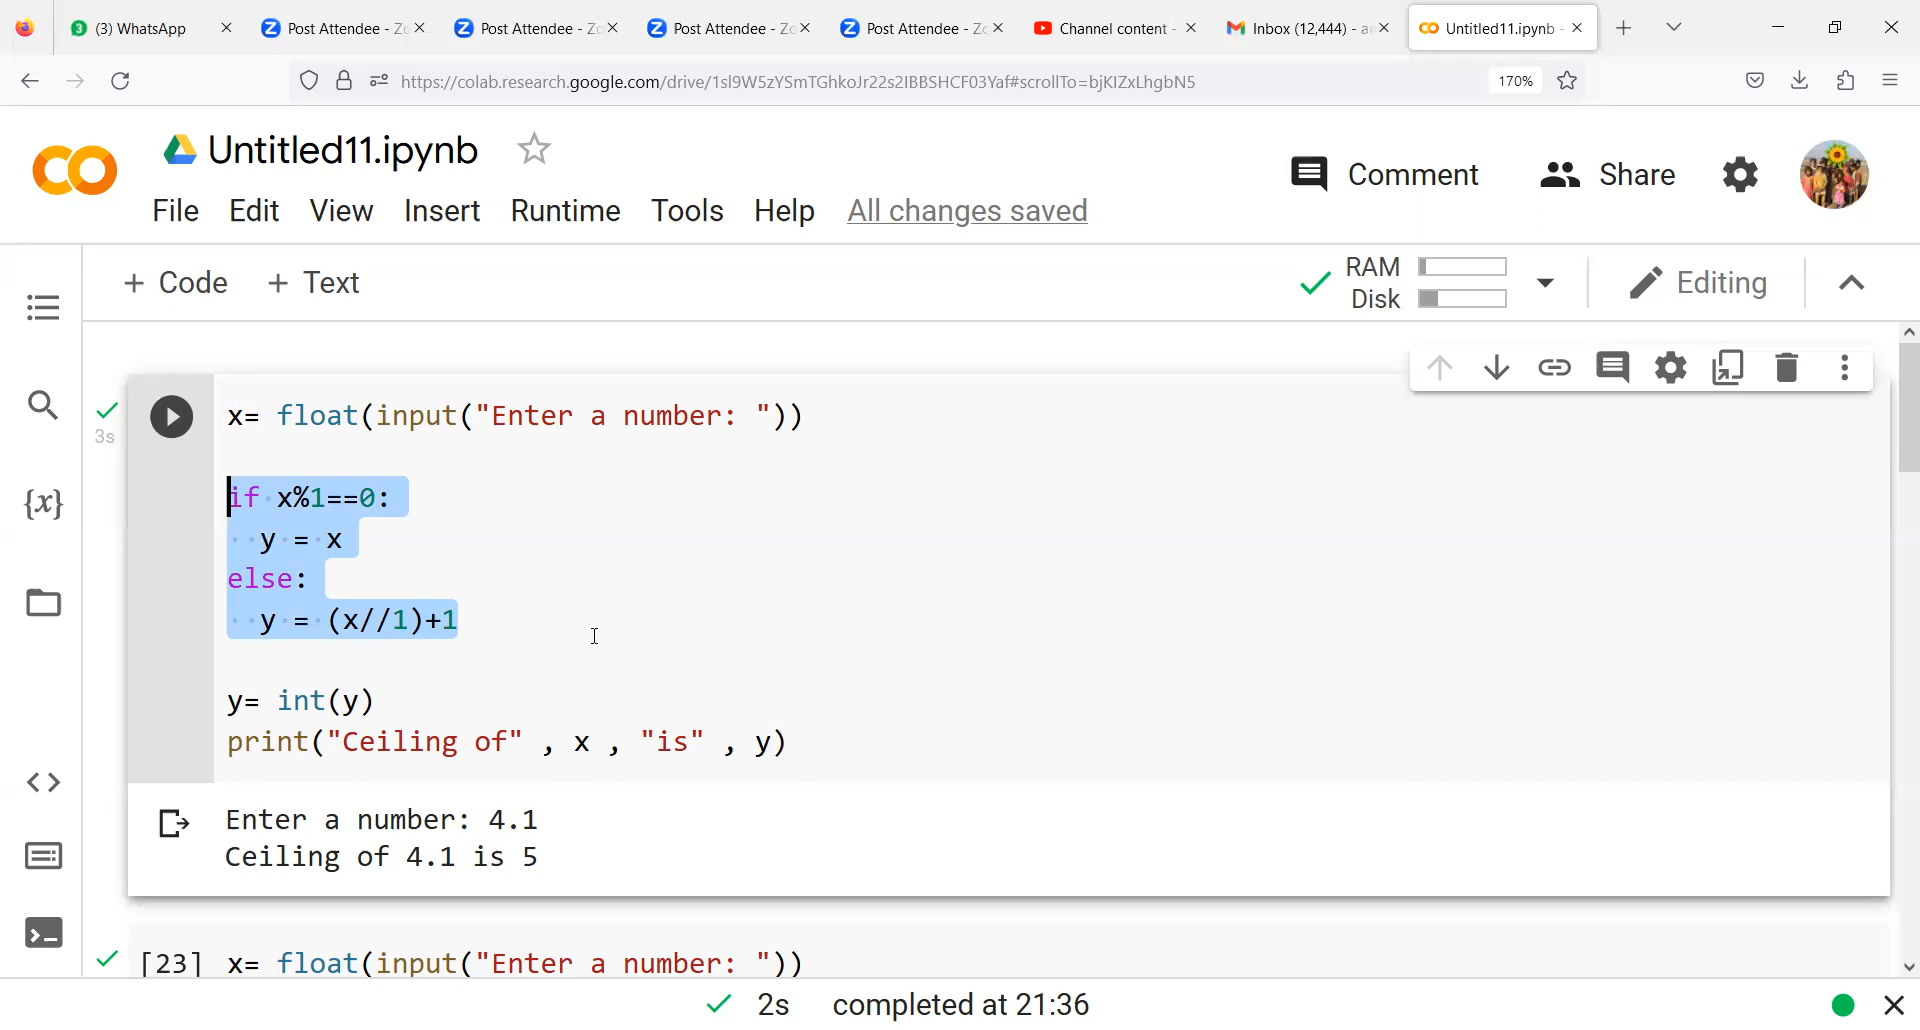 (3) WhatsApp
Post Attendee - Zo
Post Attendee - Zo
Post Attendee - Zo
Post Attendee - Zo
Channel content -
Inbox (12,444) - a
Untitled11.ipynb -
https://colab.research.google.com/drive/1sl9W5zYSmTGhkoJr22s2IBBSHCF03Yaf#scrollTo=bjKIZxLhgbN5
170%
Untitled11.ipynb
Comment
Share
File Edit View Insert Runtime Tools Help All changes saved
+ Code + Text
RAM
Disk
Editing
3s
x= float(input("Enter a number: "))
if x%1==0:
y = x
else:
y = (x//1)+1
y= int(y)
print("Ceiling of" , x , "is" , y)
{x}
Enter a number: 4.1
Ceiling of 4.1 is 5
[23] x= float(input("Enter a number: "))
2s completed at 21:36